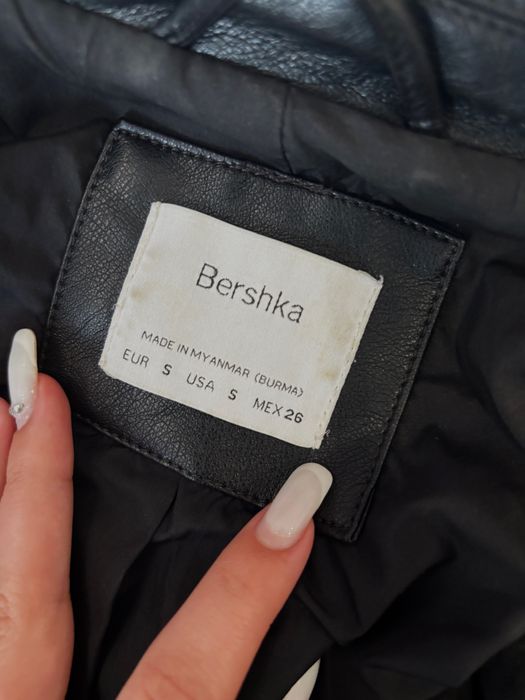 Bershka
MADE IN MYANMAR (BURMA)
EUR S USA S MEX 26